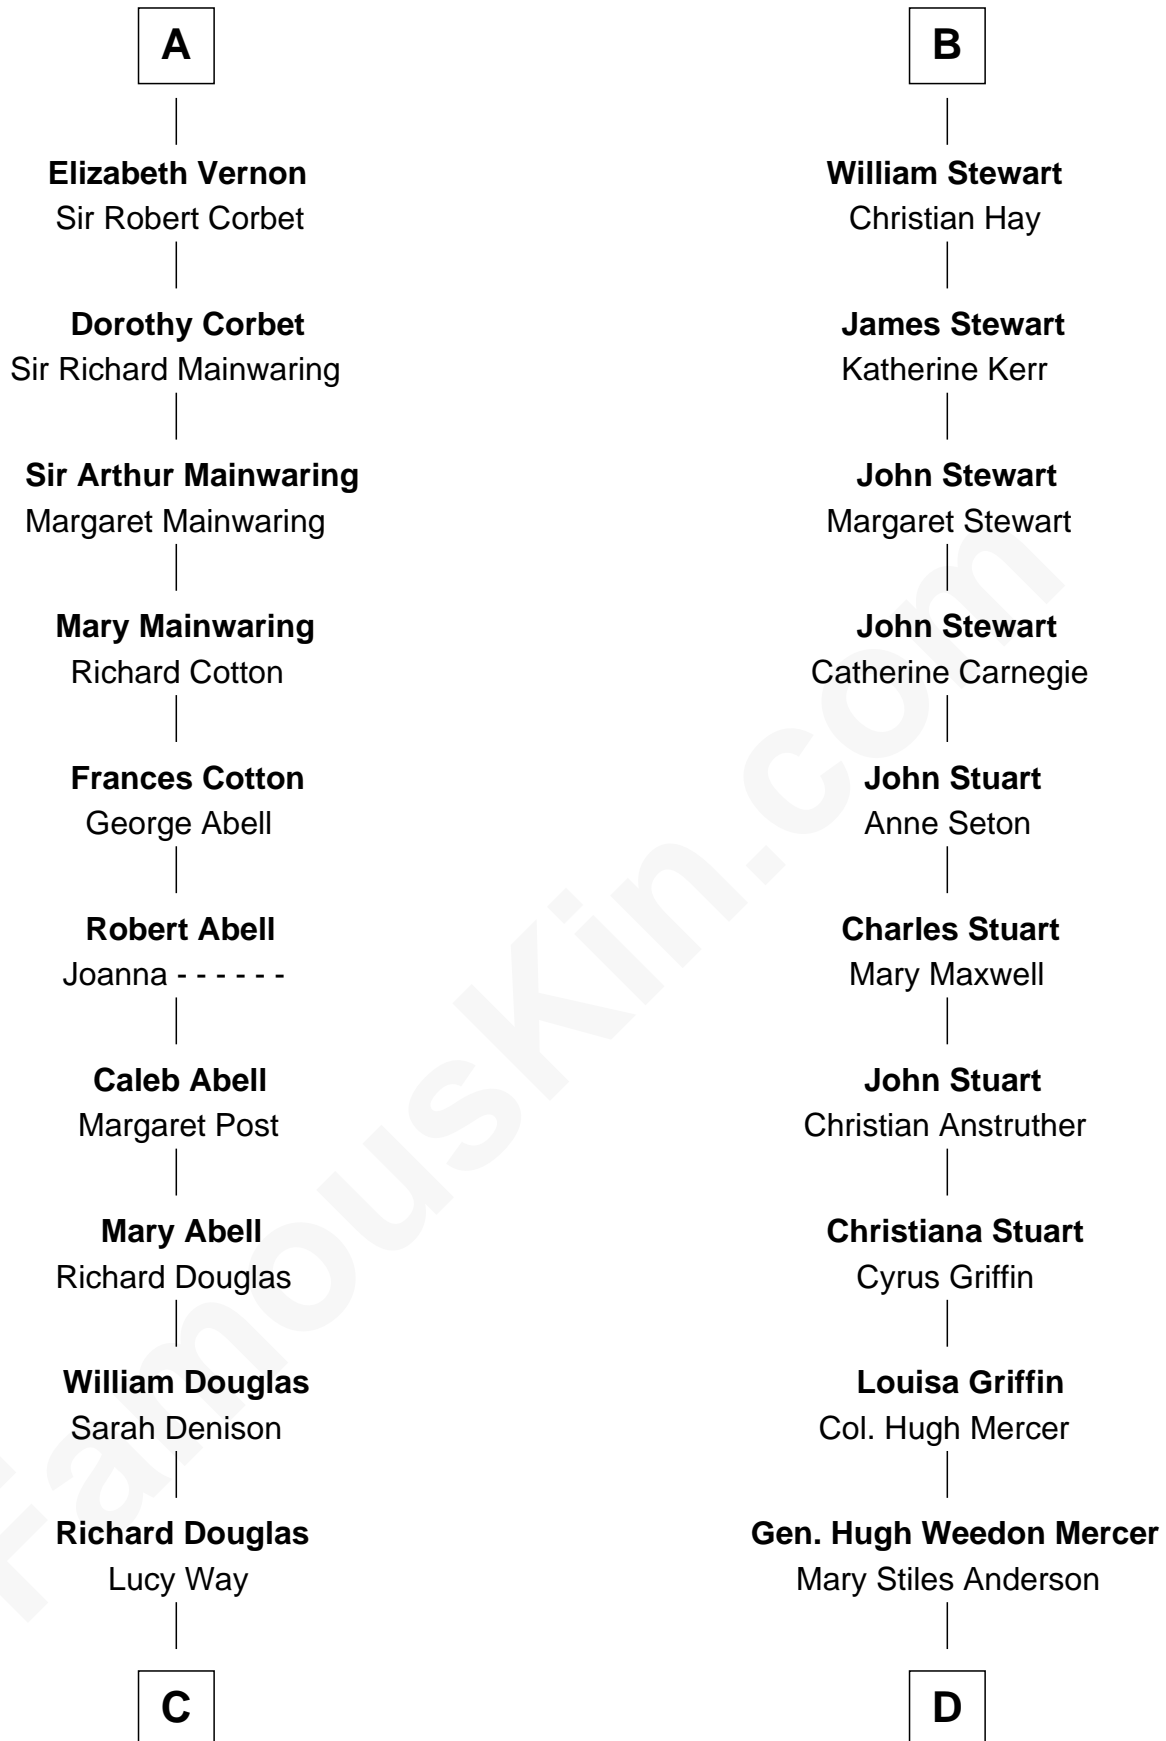 A
Elizabeth Vernon
Sir Robert Corbet
Dorothy Corbet
Sir Richard Mainwaring
Sir Arthur Mainwaring
Margaret Mainwaring
Mary Mainwaring
Richard Cotton
Frances Cotton
George Abell
Robert Abell
Joanna - - - - - -
Caleb Abell
Margaret Post
Mary Abell
Richard Douglas
William Douglas
Sarah Denison
Richard Douglas
Lucy Way
C
B
William Stewart
Christian Hay
James Stewart
Katherine Kerr
John Stewart
Margaret Stewart
John Stewart
Catherine Carnegie
John Stuart
Anne Seton
Charles Stuart
Mary Maxwell
John Stuart
Christian Anstruther
Christiana Stuart
Cyrus Griffin
Louisa Griffin
Col. Hugh Mercer
Gen. Hugh Weedon Mercer
Mary Stiles Anderson
D
FamousKin.com